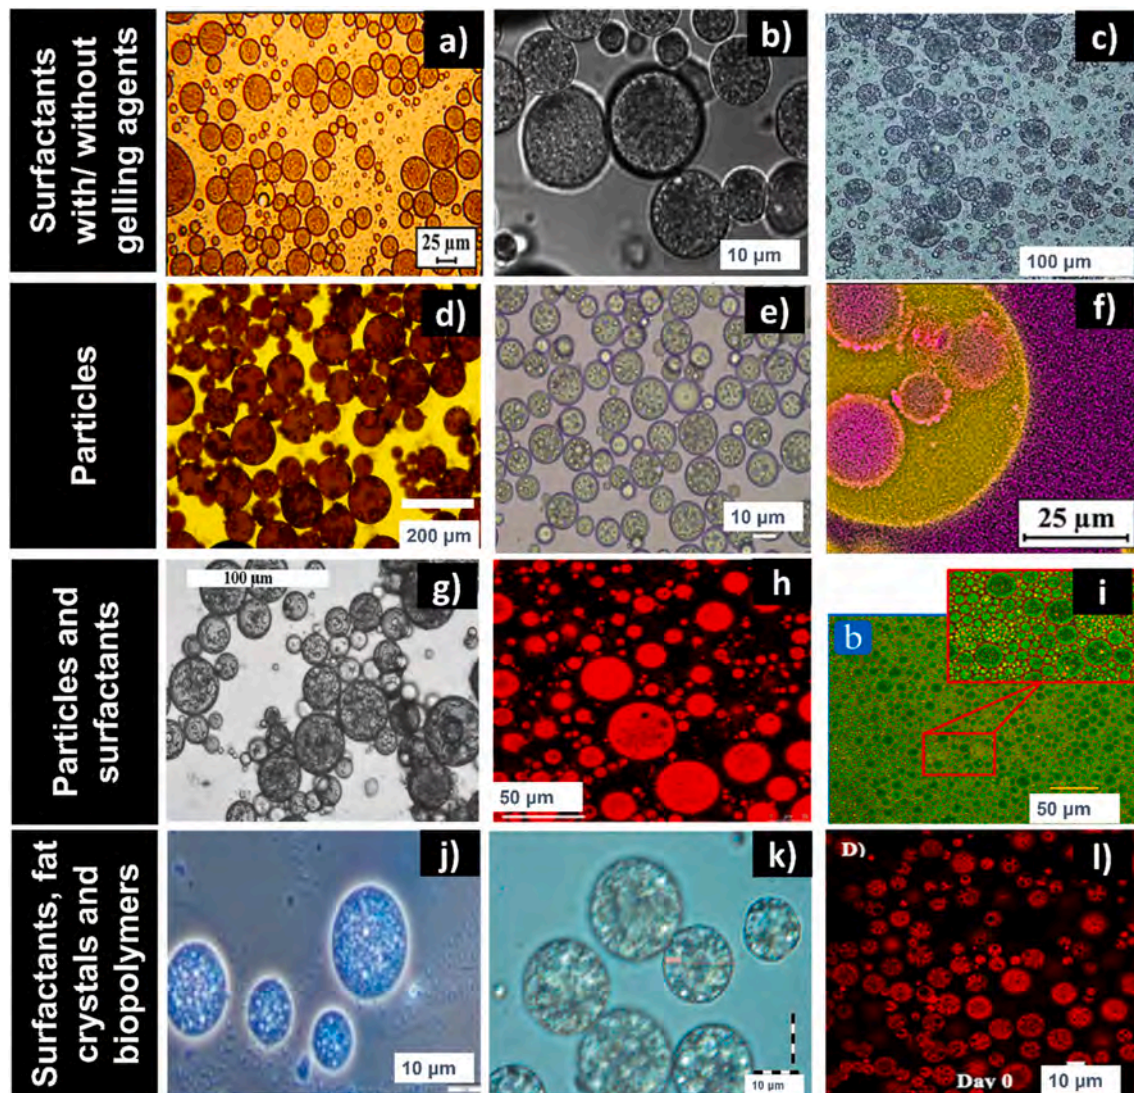 Surfactants
with/ without
gelling agents
a)
25 µm
b)
10 µm
c)
100 µm
Particles
d)
200 µm
e)
10 µm
f)
25 µm
Particles and
surfactants
100 µm
g)
h
50 µm
i
b
50 µm
Surfactants, fat
crystals and
biopolymers
j)
10 µm
k)
10 µm
D)
l)
Day 0
10 µm